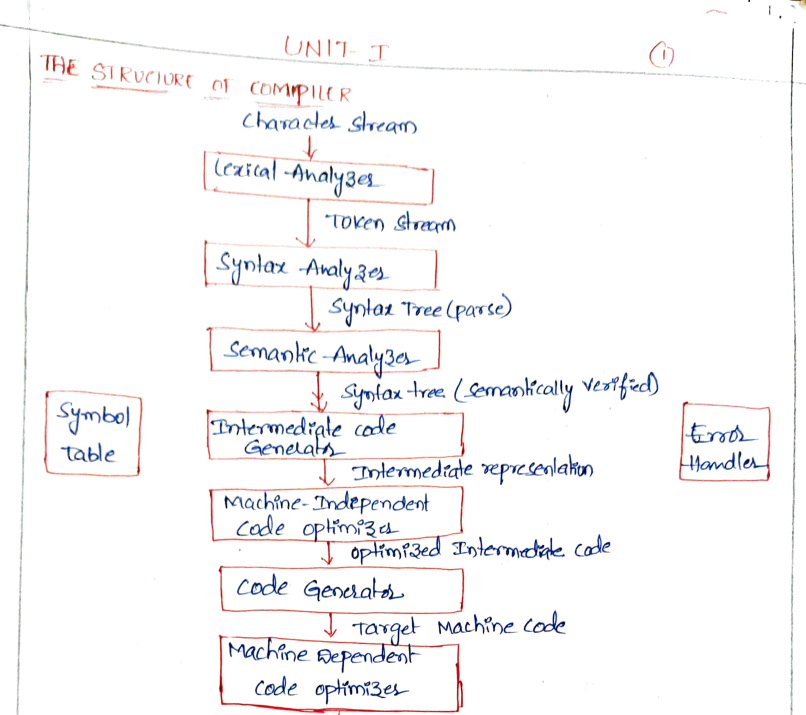 1.
UNIT- I
1
THE STRUCTURE OF COMPILER
Character stream
Lexical Analyzer
Token stream
Syntax Analyzer
Syntax Tree (parse)
Semantic Analyzer
Syntax tree (semantically verified)
Symbol
table
Intermediate code
Generator
Error
Handler
Intermediate representation
Machine-Independent
code optimizer
optimized Intermediate code
code Generator
Target Machine code
Machine Dependent
code optimizer